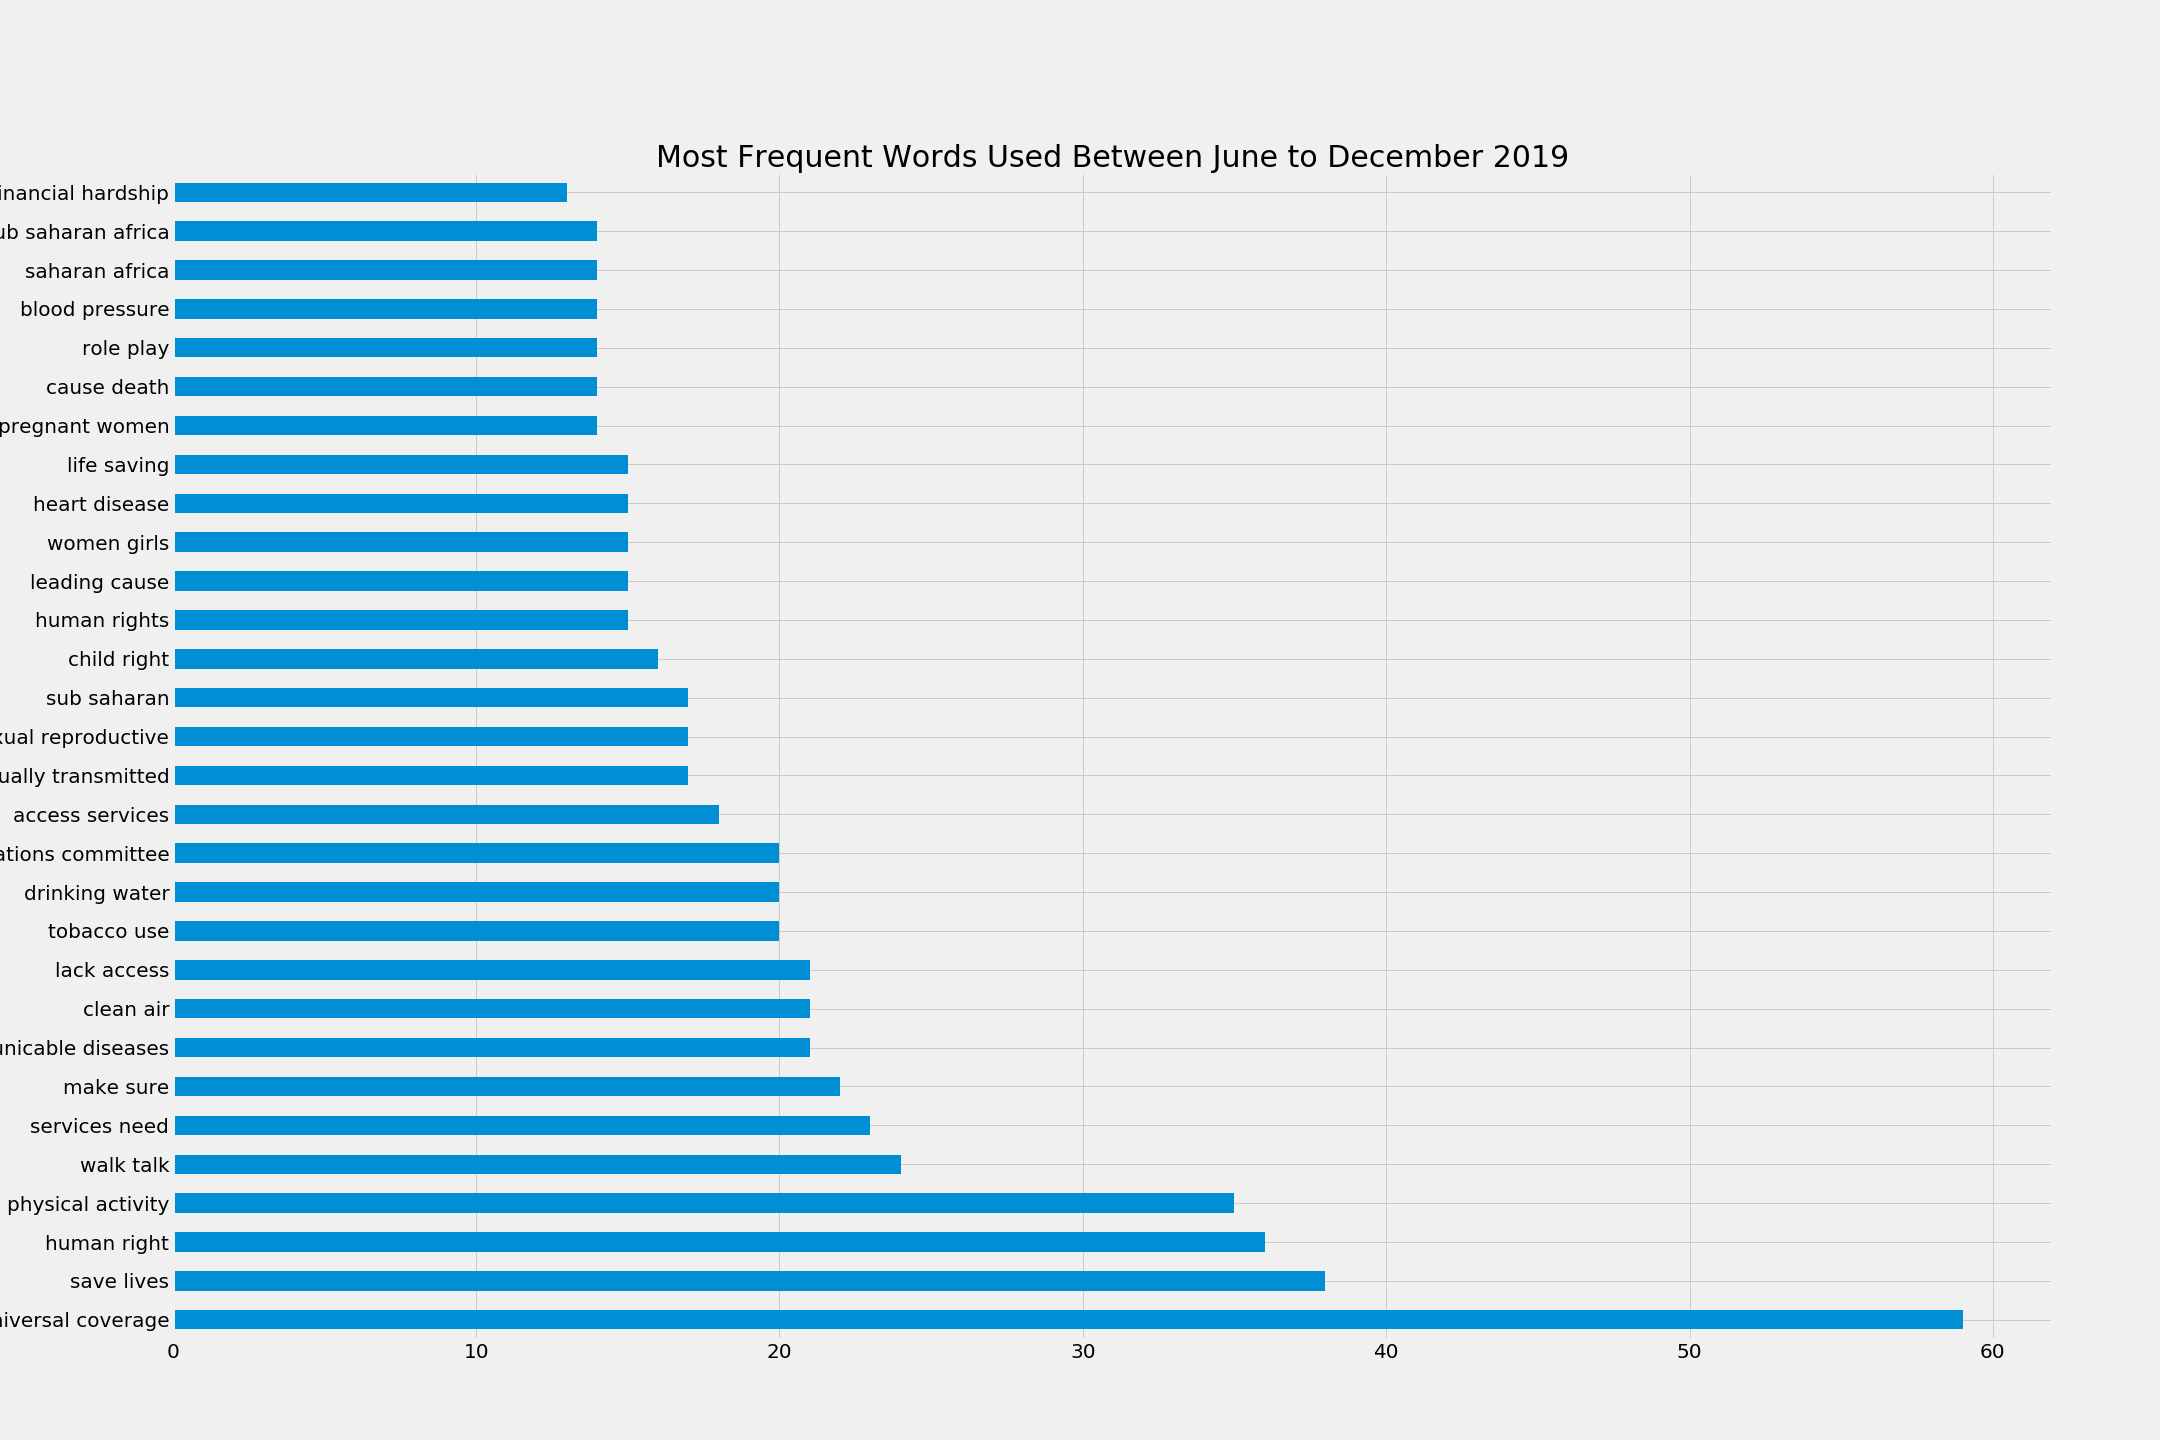 Most Frequent Words Used Between June to December 2019
inancial hardship
ub saharan africa
saharan africa
blood pressure
role play
cause death
pregnant women
life saving
heart disease
women girls
leading cause
human rights
child right
sub saharan
xual reproductive
ually transmitted
access services
ations committee
drinking water
tobacco use
lack access
clean air
unicable diseases
make sure
services need
walk talk
physical activity
human right
save lives
iversal coverage
0 10 20 30 40 50 60